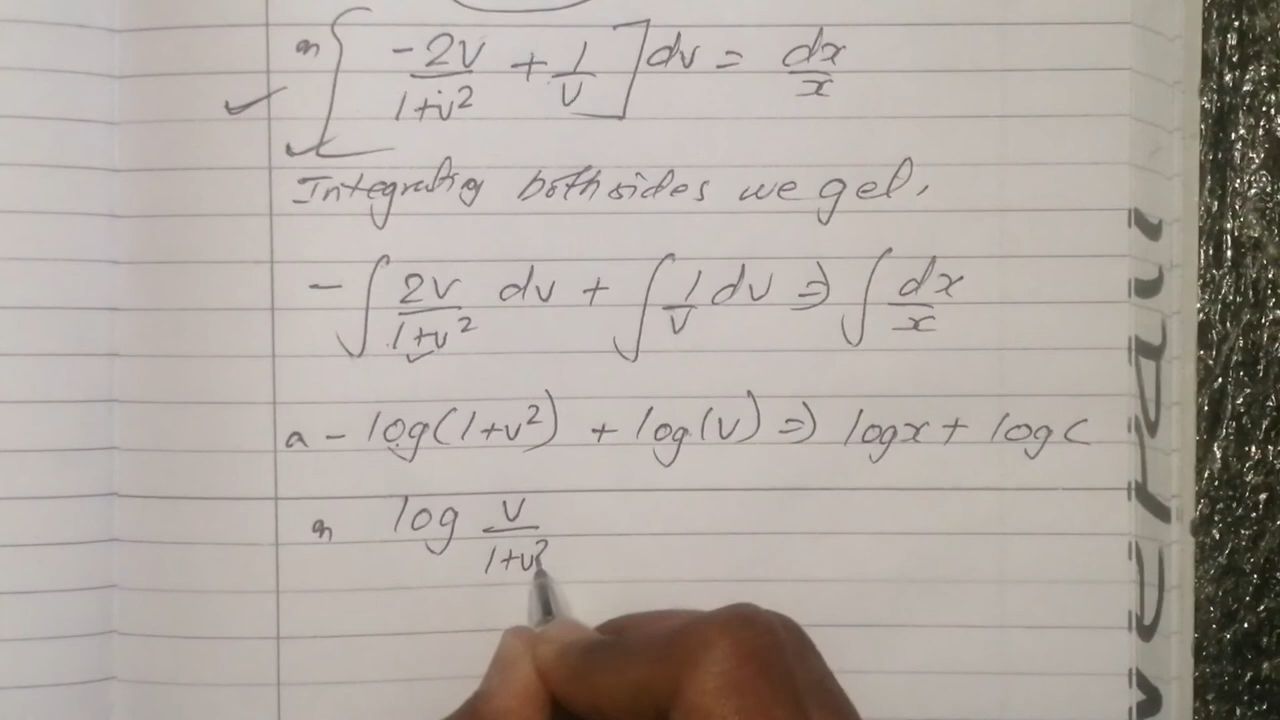 [ -2v/1+v² + 1/v ] dv = dx/x
Integrating both sides we get,
- ∫ 2v/1+v² dv + ∫ 1/v dv ⇒ ∫ dx/x
- log(1+v²) + log(v) ⇒ logx + log c
log v/1+v²